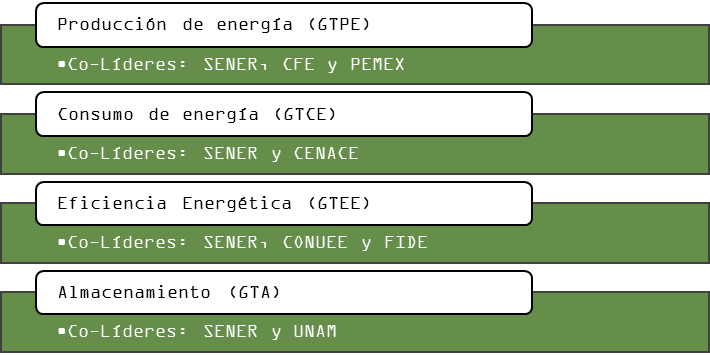 Producción de energía (GTPE)
▪Co-Líderes: SENER, CFE y PEMEX
Consumo de energía (GTCE)
▪Co-Líderes: SENER y CENACE
Eficiencia Energética (GTEE)
▪Co-Líderes: SENER, CONUEE y FIDE
Almacenamiento (GTA)
▪Co-Líderes: SENER y UNAM